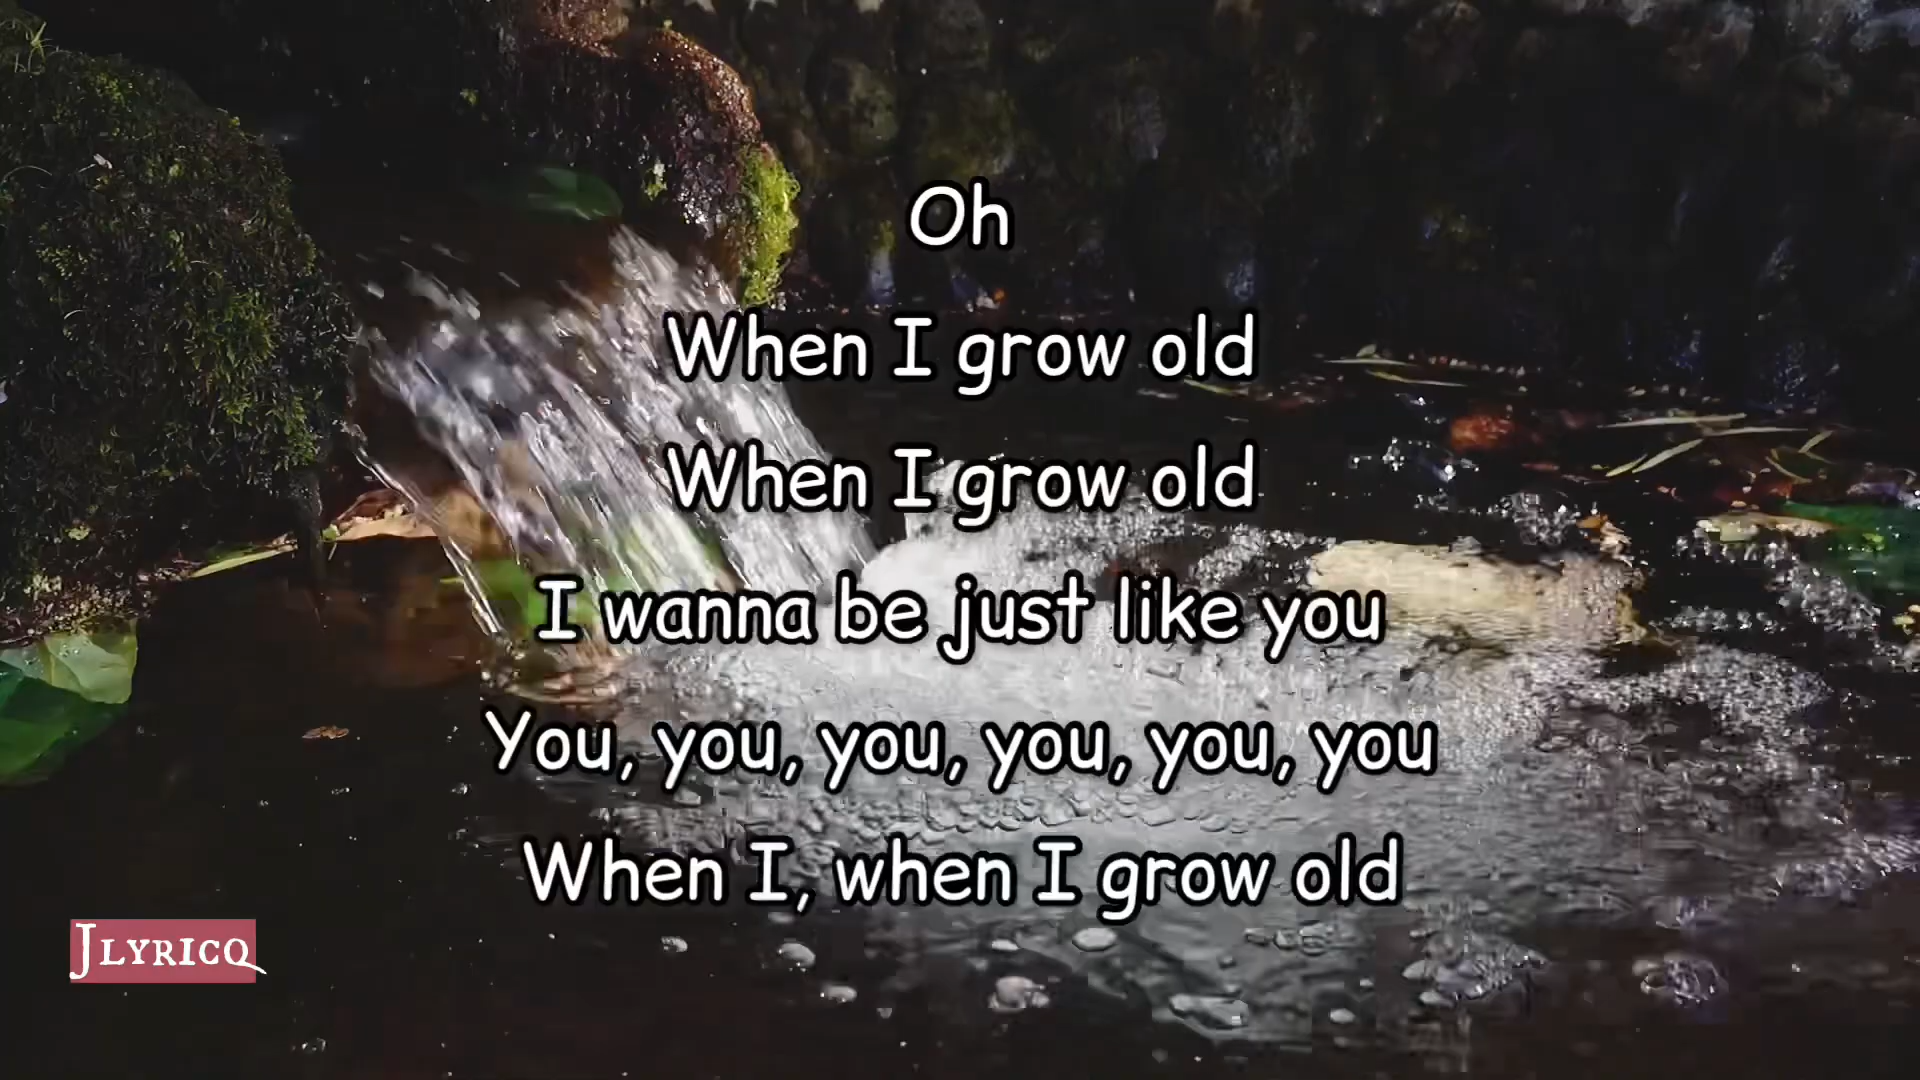 Oh
When I grow old
When I grow old
I wanna be just like you
You, you, you, you, you, you
When I, when I grow old
JLYRICQ